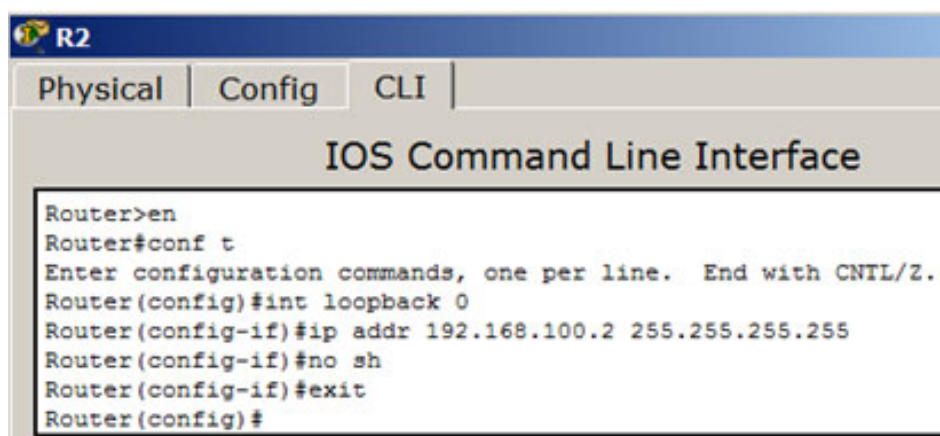 R2
Physical Config CLI
IOS Command Line Interface
Router>en
Router#conf t
Enter configuration commands, one per line.  End with CNTL/Z.
Router(config)#int loopback 0
Router(config-if)#ip addr 192.168.100.2 255.255.255.255
Router(config-if)#no sh
Router(config-if)#exit
Router(config)#